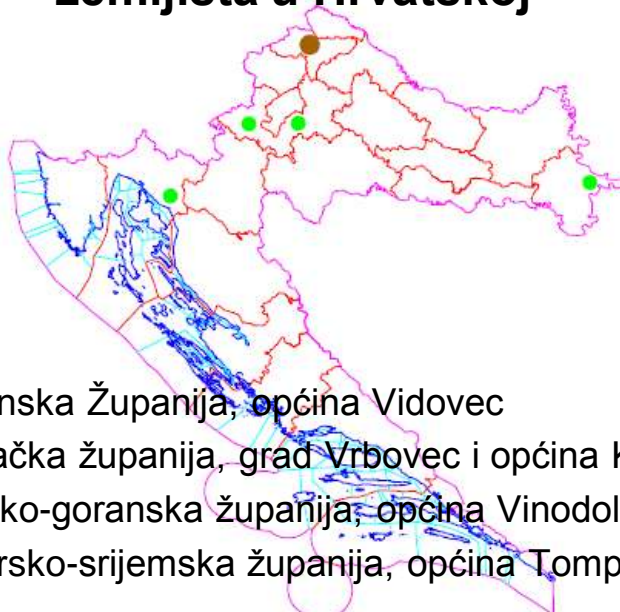 zemljišta u Hrvatskoj
nska Županija, općina Vidovec
ačka županija, grad Vrbovec i općina K
ko-goranska županija, općina Vinodol
rsko-srijemska županija, općina Tomp